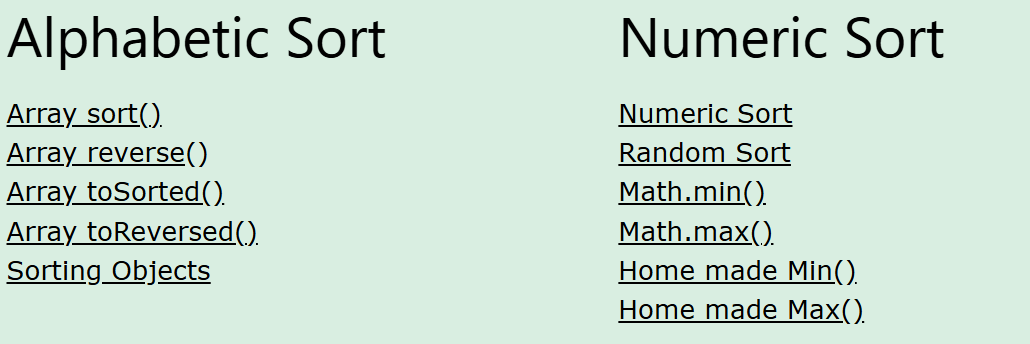 Alphabetic Sort
Array sort()
Array reverse()
Array toSorted()
Array toReversed()
Sorting Objects
Numeric Sort
Numeric Sort
Random Sort
Math.min()
Math.max()
Home made Min()
Home made Max()